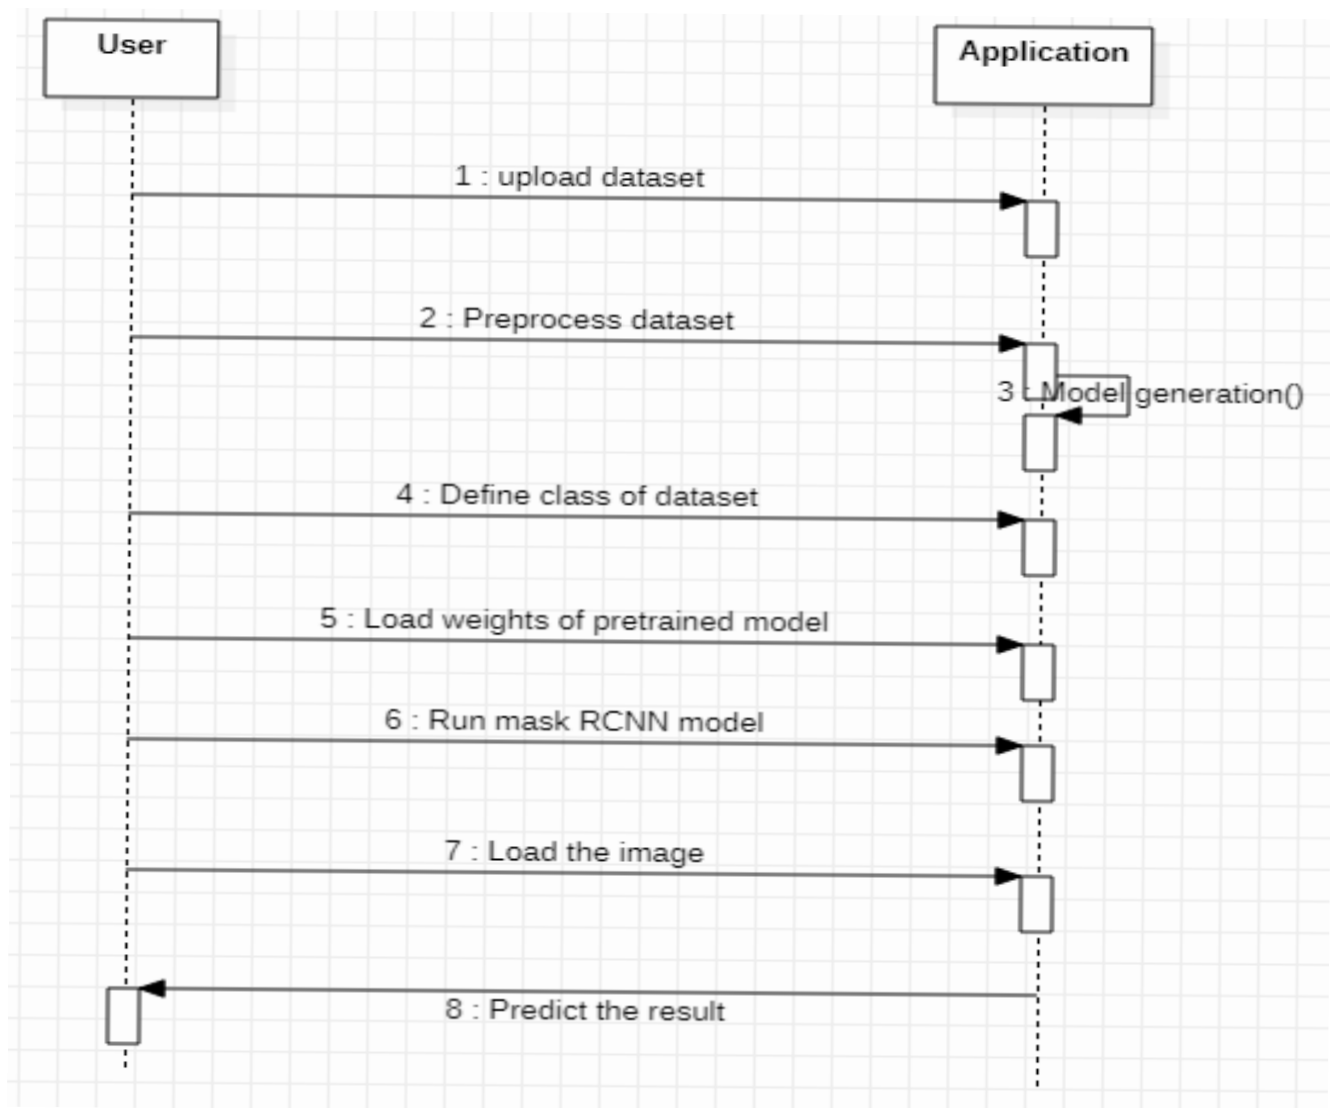 User
Application
1 : upload dataset
2 : Preprocess dataset
3 : Model generation()
4 : Define class of dataset
5 : Load weights of pretrained model
6 : Run mask RCNN model
7 : Load the image
8 : Predict the result